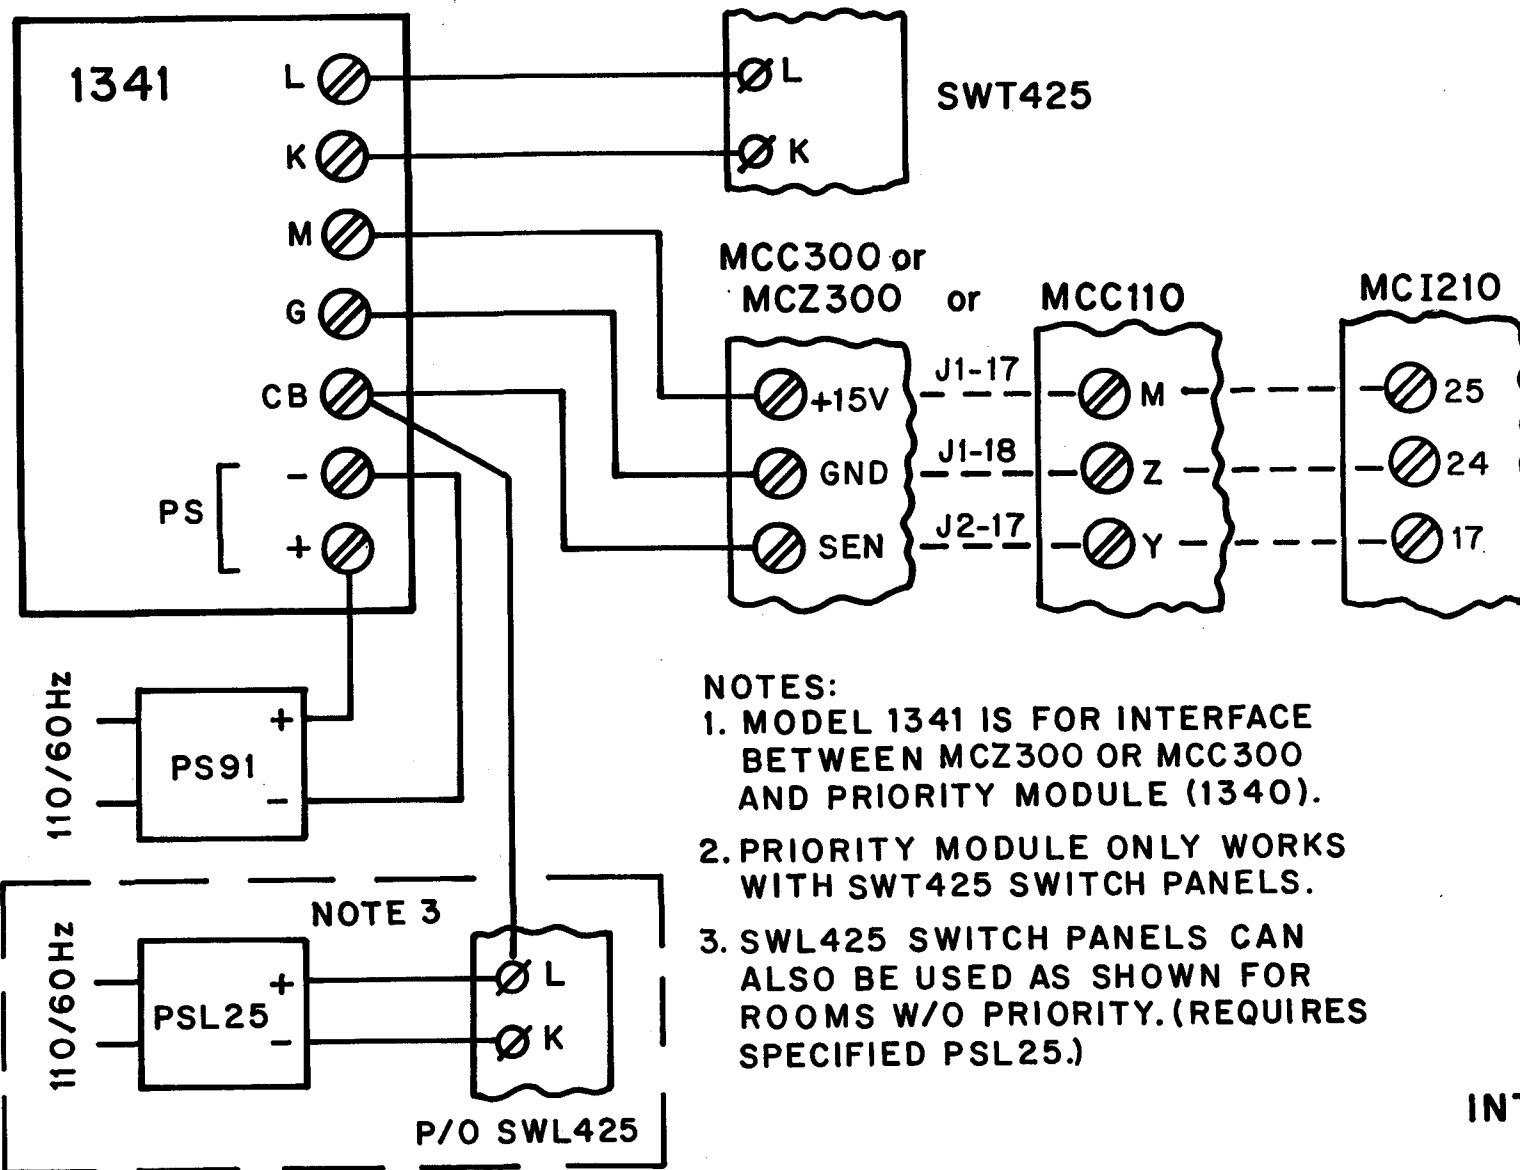 1341
L
K
M
G
CB
PS
-
+
L
K
SWT425
MCC300 or
MCZ300 or MCC110
MCI210
+15V
GND
SEN
J1-17
J1-18
J2-17
M
Z
Y
25
24
17
110/60Hz
PS91
+
-
NOTE 3
110/60Hz
PSL25
+
-
L
K
P/O SWL425
NOTES:
1. MODEL 1341 IS FOR INTERFACE
BETWEEN MCZ300 OR MCC300
AND PRIORITY MODULE (1340).
2. PRIORITY MODULE ONLY WORKS
WITH SWT425 SWITCH PANELS.
3. SWL425 SWITCH PANELS CAN
ALSO BE USED AS SHOWN FOR
ROOMS W/O PRIORITY. (REQUIRES
SPECIFIED PSL25.)